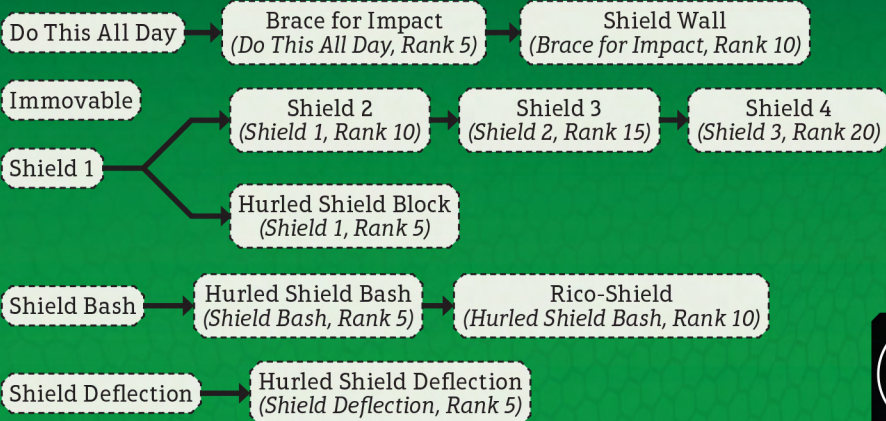 Do This All Day
Brace for Impact
(Do This All Day, Rank 5)
Shield Wall
(Brace for Impact, Rank 10)
Immovable
Shield 1
Shield 2
(Shield 1, Rank 10)
Shield 3
(Shield 2, Rank 15)
Shield 4
(Shield 3, Rank 20)
Hurled Shield Block
(Shield 1, Rank 5)
Shield Bash
Hurled Shield Bash
(Shield Bash, Rank 5)
Rico-Shield
(Hurled Shield Bash, Rank 10)
Shield Deflection
Hurled Shield Deflection
(Shield Deflection, Rank 5)